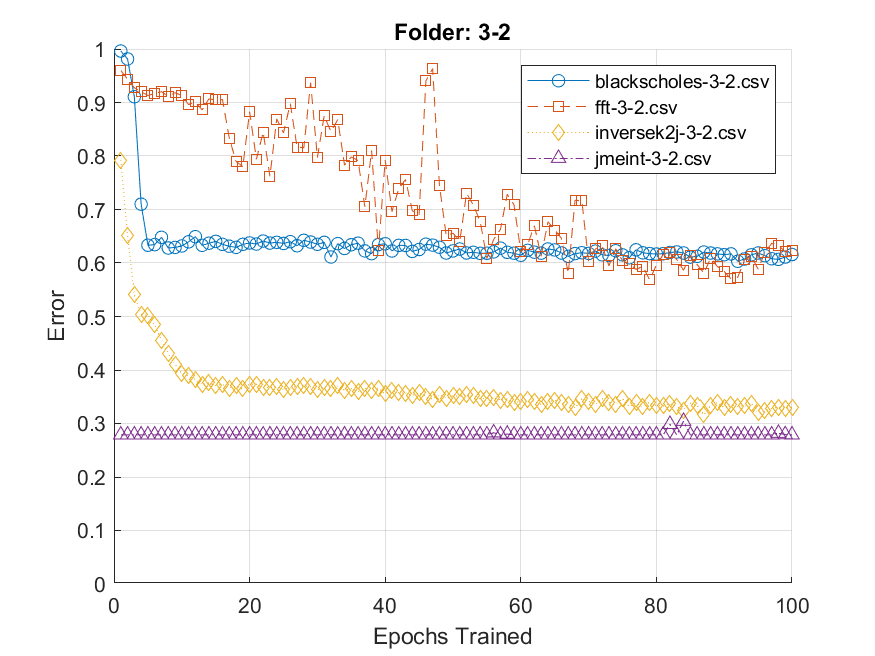 Folder: 3-2
1
0.9
0.8
0.7
0.6
0.5
0.4
0.3
0.2
0.1
0
Error
blackscholes-3-2.csv
fft-3-2.csv
inversek2j-3-2.csv
jmeint-3-2.csv
0 20 40 60 80 100
Epochs Trained